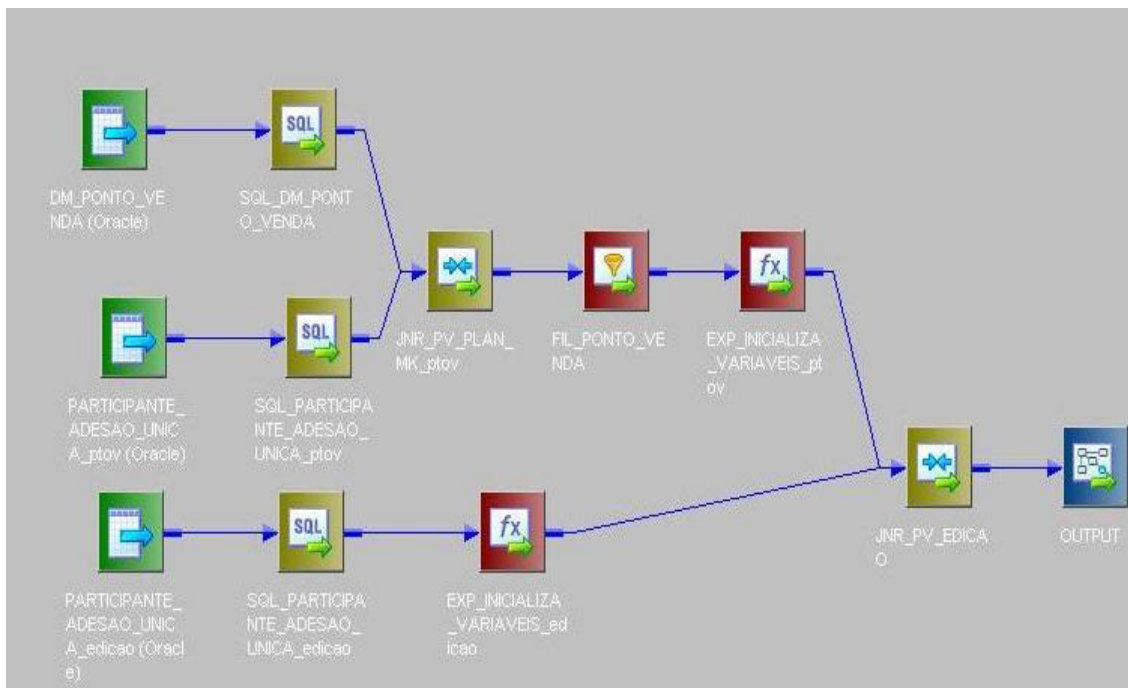 SQL
DM_PONTO_VE
NDA (Oracle)
SQL_DM_PONT
O_VENDA
fx
JNR_PV_PLAN_
MK_ptov
FIL_PONTO_VE
NDA
EXP_INICIALIZA
_VARIAVEIS_pt
ov
SQL
PARTICIPANTE_
ADESAO_UNIC
A_ptov (Oracle)
SQL_PARTICIPA
NTE_ADESAO_
UNICA_ptov
JNR_PV_EDICA
O
OUTPUT
SQL
fx
PARTICIPANTE_
ADESAO_UNIC
A_edicao (Oracl
e)
SQL_PARTICIPA
NTE_ADESAO_
UNICA_edicao
EXP_INICIALIZA
_VARIAVEIS_ed
icao